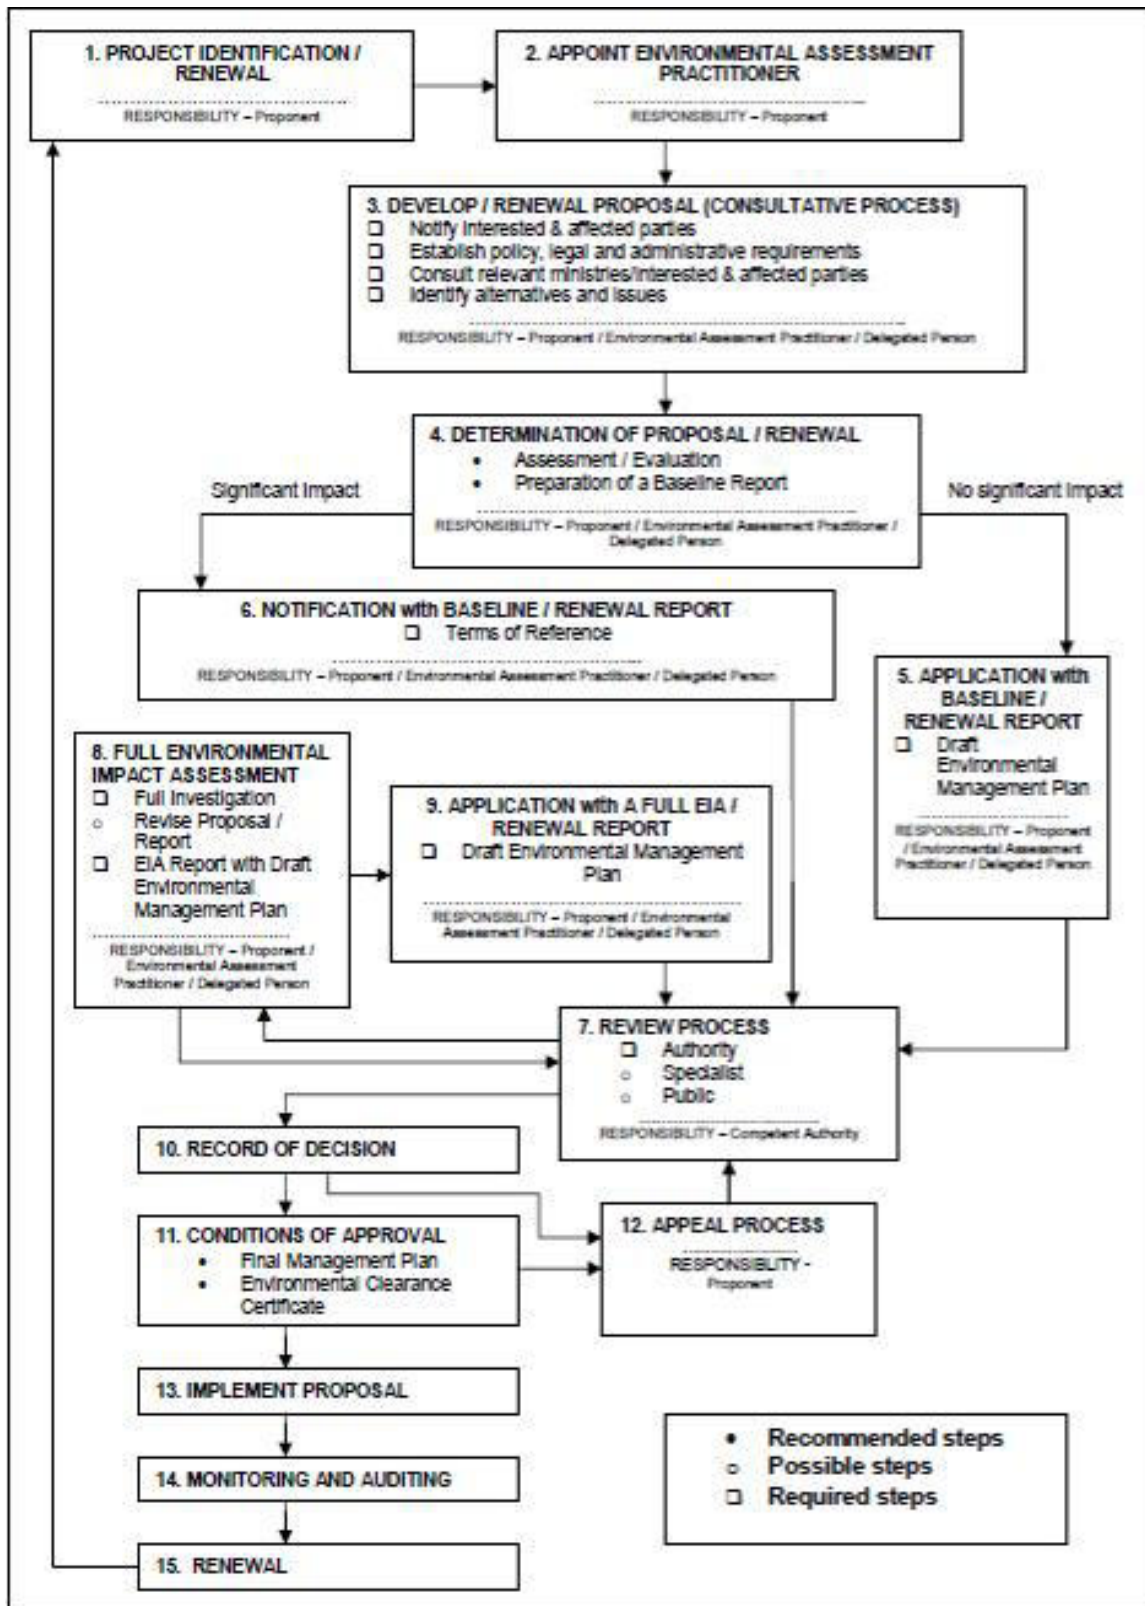 1. PROJECT IDENTIFICATION /
RENEWAL
RESPONSIBILITY – Proponent
2. APPOINT ENVIRONMENTAL ASSESSMENT
PRACTITIONER
RESPONSIBILITY – Proponent
3. DEVELOP / RENEWAL PROPOSAL (CONSULTATIVE PROCESS)
❑ Notify interested & affected parties
❑ Establish policy, legal and administrative requirements
❑ Consult relevant ministries/interested & affected parties
❑ Identify alternatives and issues
RESPONSIBILITY – Proponent / Environmental Assessment Practitioner / Delegated Person
4. DETERMINATION OF PROPOSAL / RENEWAL
• Assessment / Evaluation
• Preparation of a Baseline Report
RESPONSIBILITY – Proponent / Environmental Assessment Practitioner /
Delegated Person
Significant Impact
No significant Impact
6. NOTIFICATION with BASELINE / RENEWAL REPORT
❑ Terms of Reference
RESPONSIBILITY – Proponent / Environmental Assessment Practitioner / Delegated Person
5. APPLICATION with
BASELINE /
RENEWAL REPORT
❑ Draft
Environmental
Management Plan
RESPONSIBILITY – Proponent
/ Environmental Assessment
Practitioner / Delegated Person
8. FULL ENVIRONMENTAL
IMPACT ASSESSMENT
❑ Full Investigation
○ Revise Proposal /
Report
❑ EIA Report with Draft
Environmental
Management Plan
RESPONSIBILITY – Proponent /
Environmental Assessment
Practitioner / Delegated Person
9. APPLICATION with A FULL EIA /
RENEWAL REPORT
❑ Draft Environmental Management
Plan
RESPONSIBILITY – Proponent / Environmental
Assessment Practitioner / Delegated Person
7. REVIEW PROCESS
❑ Authority
○ Specialist
○ Public
RESPONSIBILITY – Competent Authority
10. RECORD OF DECISION
11. CONDITIONS OF APPROVAL
• Final Management Plan
• Environmental Clearance
Certificate
12. APPEAL PROCESS
RESPONSIBLITY -
Proponent
13. IMPLEMENT PROPOSAL
14. MONITORING AND AUDITING
15. RENEWAL
• Recommended steps
○ Possible steps
❑ Required steps